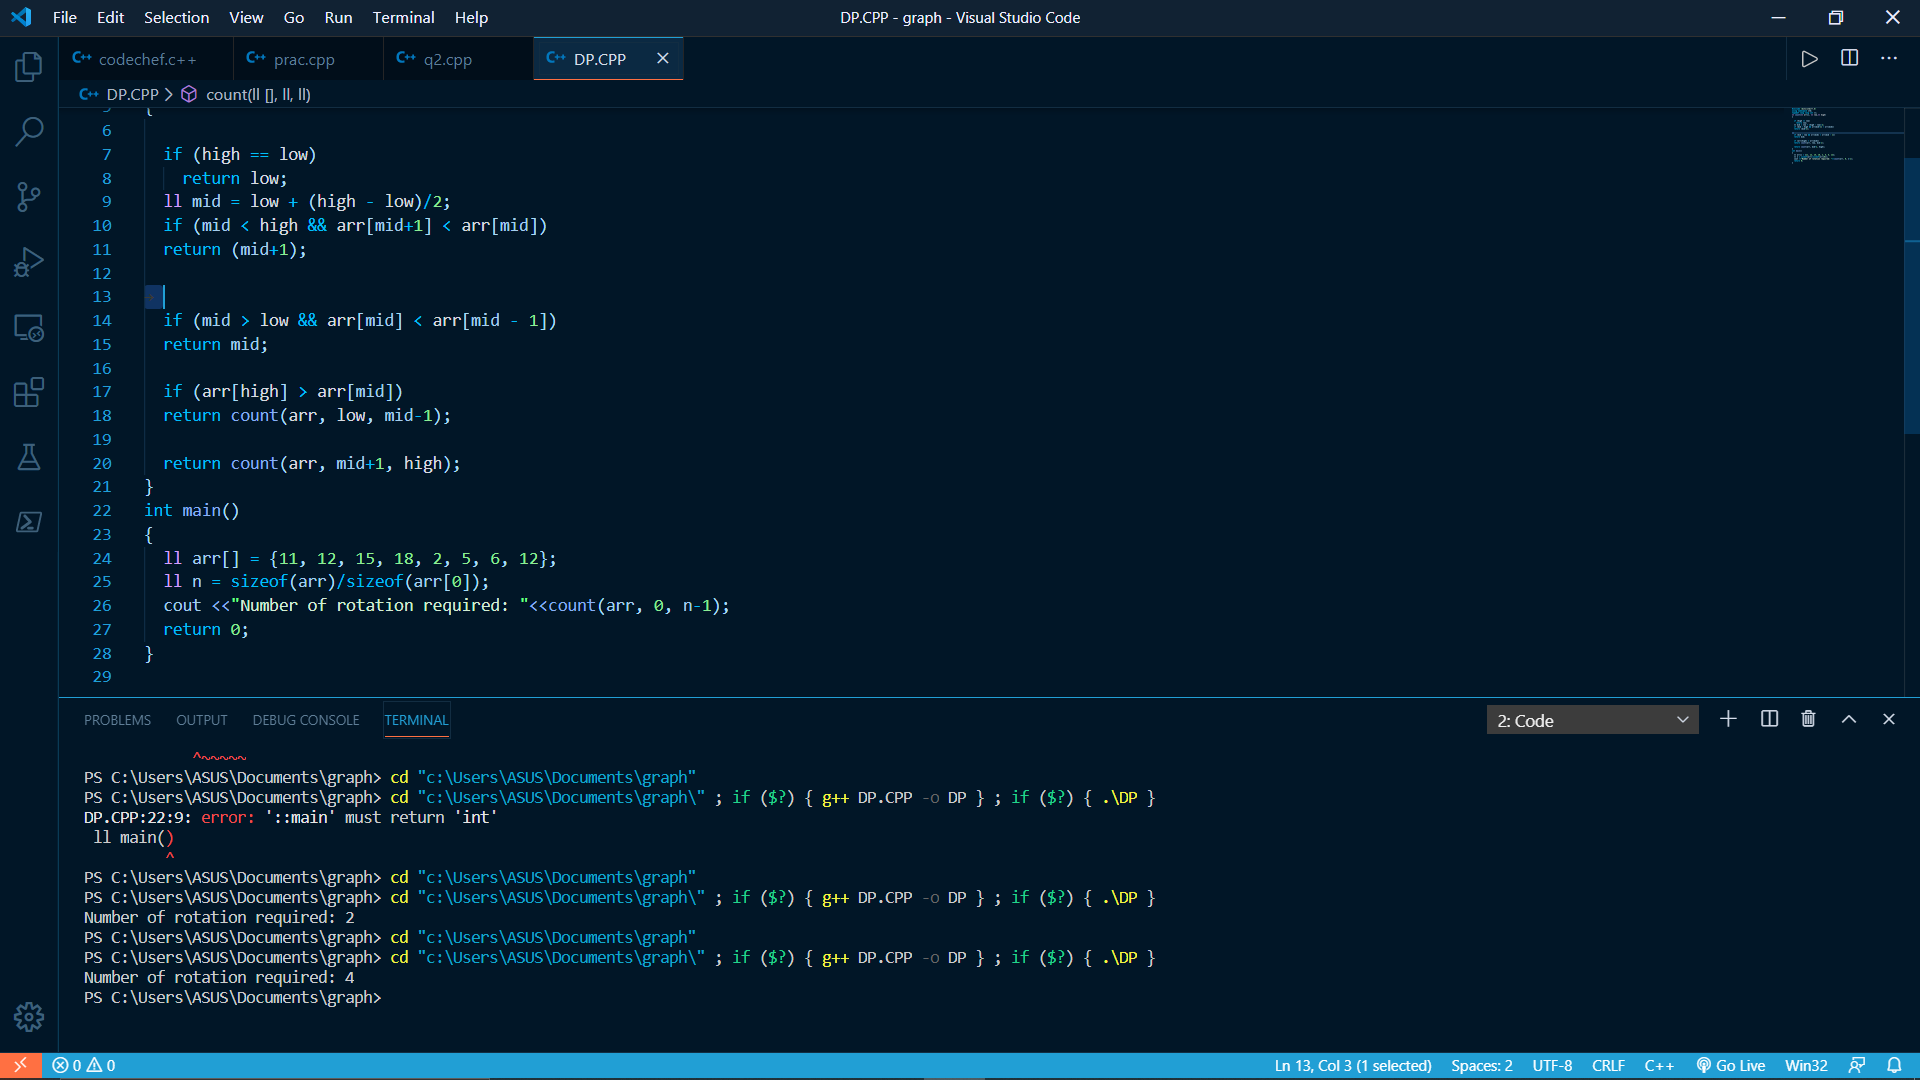 File Edit Selection View Go Run Terminal Help
DP.CPP - graph - Visual Studio Code
codechef.c++ prac.cpp q2.cpp DP.CPP
DP.CPP > count(ll [], ll, ll)
6
7 if (high == low)
8 return low;
9 ll mid = low + (high - low)/2;
10 if (mid < high && arr[mid+1] < arr[mid])
11 return (mid+1);
12
13
14 if (mid > low && arr[mid] < arr[mid - 1])
15 return mid;
16
17 if (arr[high] > arr[mid])
18 return count(arr, low, mid-1);
19
20 return count(arr, mid+1, high);
21 }
22 int main()
23 {
24 ll arr[] = {11, 12, 15, 18, 2, 5, 6, 12};
25 ll n = sizeof(arr)/sizeof(arr[0]);
26 cout <<"Number of rotation required: "<<count(arr, 0, n-1);
27 return 0;
28 }
29
PROBLEMS OUTPUT DEBUG CONSOLE TERMINAL
2: Code
^~~~~~
PS C:\Users\ASUS\Documents\graph> cd "c:\Users\ASUS\Documents\graph"
PS C:\Users\ASUS\Documents\graph> cd "c:\Users\ASUS\Documents\graph\" ; if ($?) { g++ DP.CPP -o DP } ; if ($?) { .\DP }
DP.CPP:22:9: error: '::main' must return 'int'
ll main()
^
PS C:\Users\ASUS\Documents\graph> cd "c:\Users\ASUS\Documents\graph"
PS C:\Users\ASUS\Documents\graph> cd "c:\Users\ASUS\Documents\graph\" ; if ($?) { g++ DP.CPP -o DP } ; if ($?) { .\DP }
Number of rotation required: 2
PS C:\Users\ASUS\Documents\graph> cd "c:\Users\ASUS\Documents\graph"
PS C:\Users\ASUS\Documents\graph> cd "c:\Users\ASUS\Documents\graph\" ; if ($?) { g++ DP.CPP -o DP } ; if ($?) { .\DP }
Number of rotation required: 4
PS C:\Users\ASUS\Documents\graph>
0 0
Ln 13, Col 3 (1 selected) Spaces: 2 UTF-8 CRLF C++ Go Live Win32